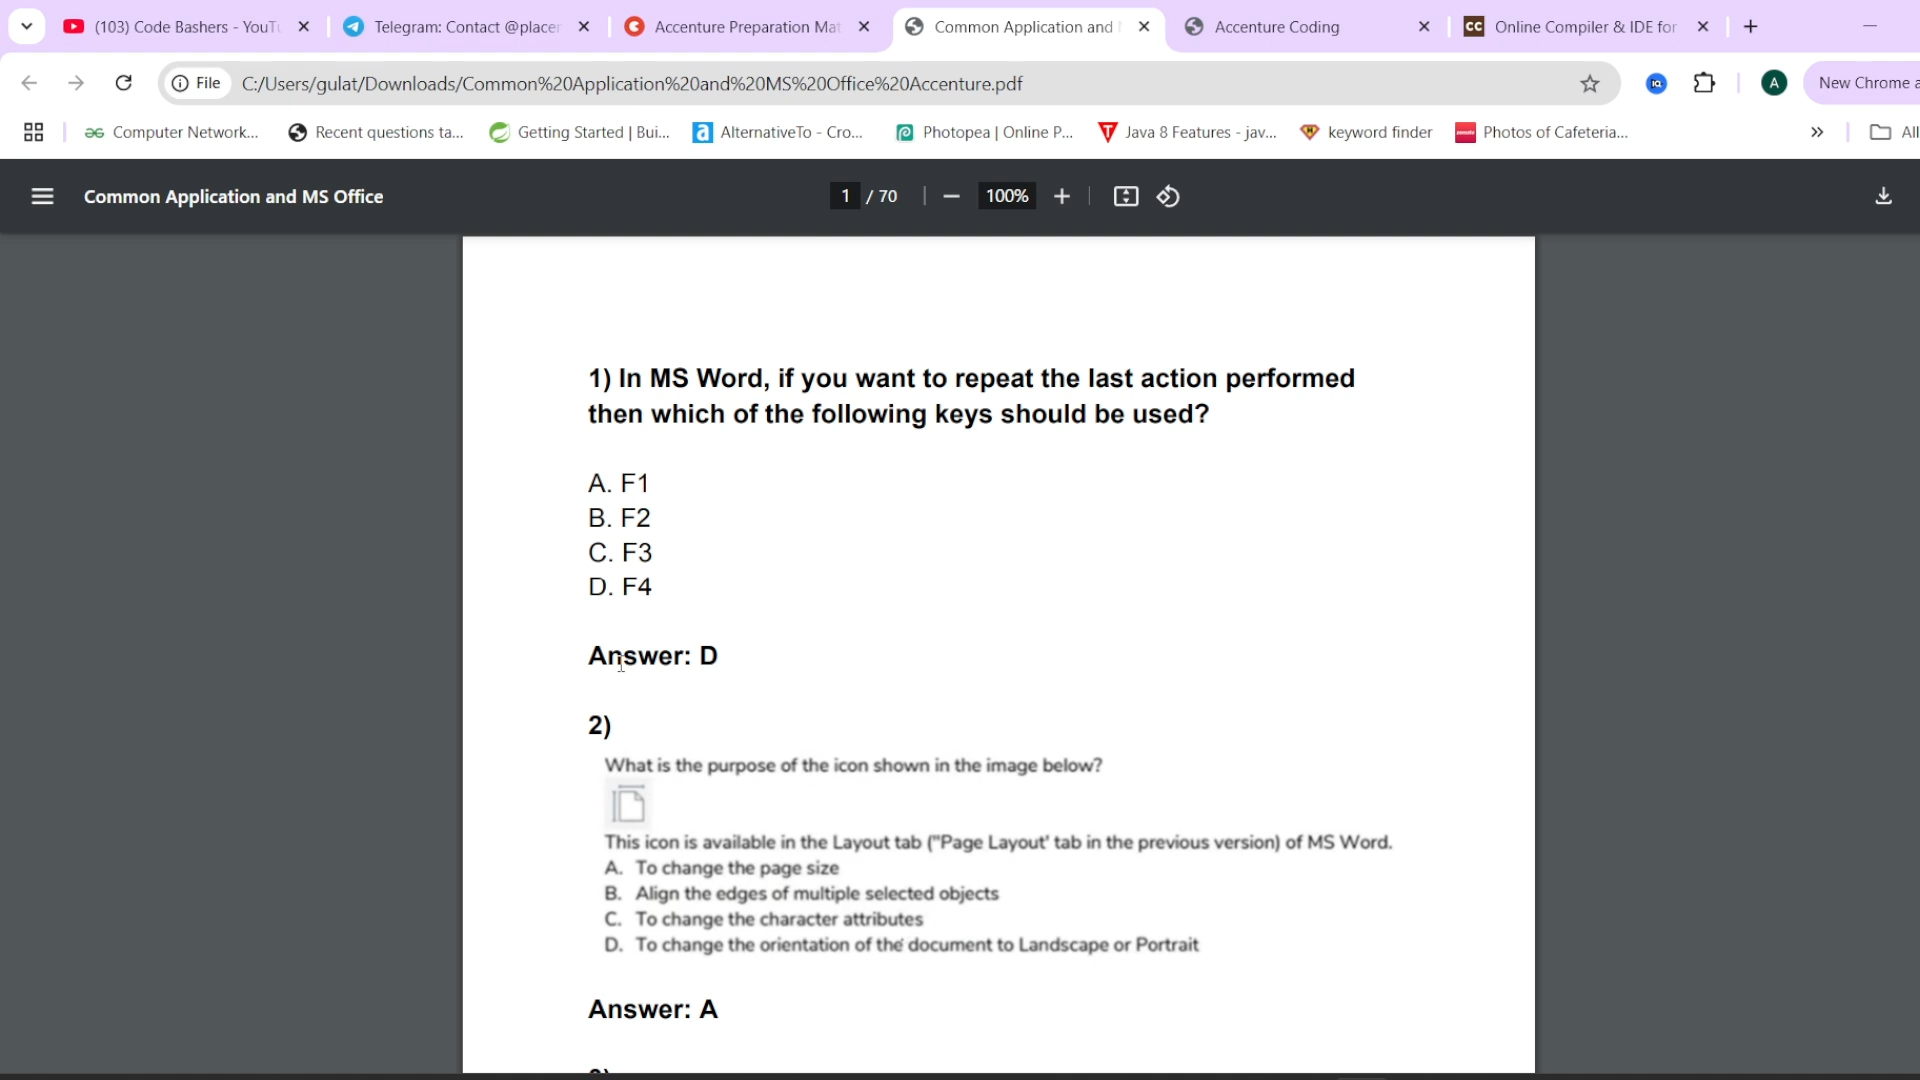 (103) Code Bashers - YouTu
Telegram: Contact @placer
Accenture Preparation Mat
Common Application and
Accenture Coding
CC Online Compiler & IDE for
File C:/Users/gulat/Downloads/Common%20Application%20and%20MS%20Office%20Accenture.pdf
A
New Chrome a
Computer Network...
Recent questions ta...
Getting Started | Bui...
AlternativeTo - Cro...
Photopea | Online P...
Java 8 Features - jav...
keyword finder
Photos of Cafeteria...
All
Common Application and MS Office
1 / 70
100%
1) In MS Word, if you want to repeat the last action performed
then which of the following keys should be used?
A. F1
B. F2
C. F3
D. F4
Answer: D
2)
What is the purpose of the icon shown in the image below?
This icon is available in the Layout tab ("Page Layout' tab in the previous version) of MS Word.
A. To change the page size
B. Align the edges of multiple selected objects
C. To change the character attributes
D. To change the orientation of the document to Landscape or Portrait
Answer: A